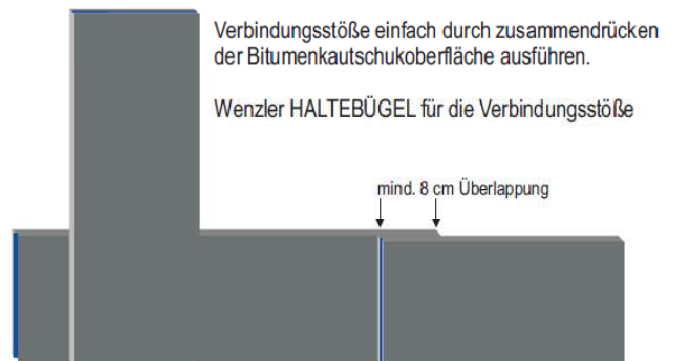 Verbindungsstöße einfach durch zusammendrücken
der Bitumenkautschukoberfläche ausführen.
Wenzler HALTEBÜGEL für die Verbindungsstöße
mind. 8 cm Überlappung